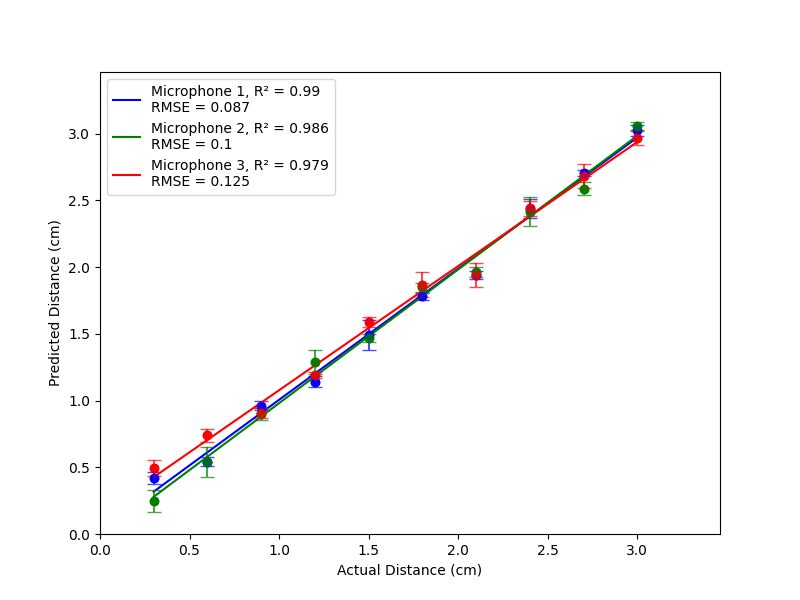 Microphone 1, R² = 0.99
RMSE = 0.087
Microphone 2, R² = 0.986
RMSE = 0.1
Microphone 3, R² = 0.979
RMSE = 0.125
3.0
2.5
2.0
1.5
1.0
0.5
0.0
Predicted Distance (cm)
0.0 0.5 1.0 1.5 2.0 2.5 3.0
Actual Distance (cm)